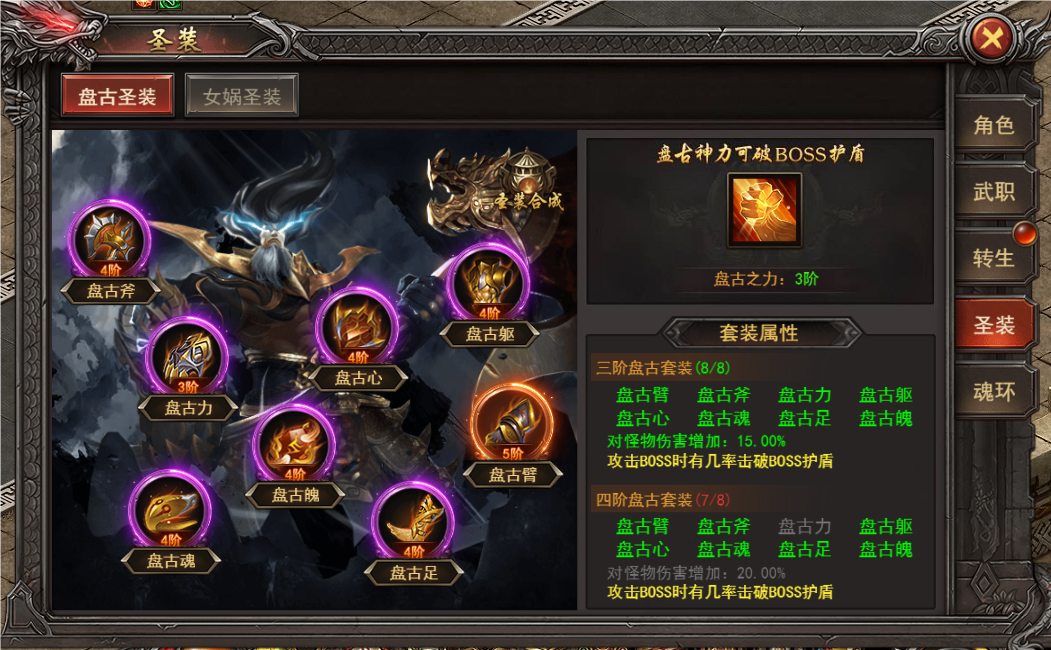 圣装
盘古圣装 女娲圣装
角色
武职
转生
圣装
魂环
圣装合成
4阶
盘古斧
4阶
盘古躯
4阶
盘古心
3阶
盘古力
5阶
盘古臂
4阶
盘古魄
4阶
盘古魂
4阶
盘古足
盘古神力可破BOSS护盾
盘古之力：3阶
套装属性
三阶盘古套装(8/8)
盘古臂 盘古斧 盘古力 盘古躯
盘古心 盘古魂 盘古足 盘古魄
对怪物伤害增加：15.00%
攻击BOSS时有几率击破BOSS护盾
四阶盘古套装(7/8)
盘古臂 盘古斧 盘古力 盘古躯
盘古心 盘古魂 盘古足 盘古魄
对怪物伤害增加：20.00%
攻击BOSS时有几率击破BOSS护盾